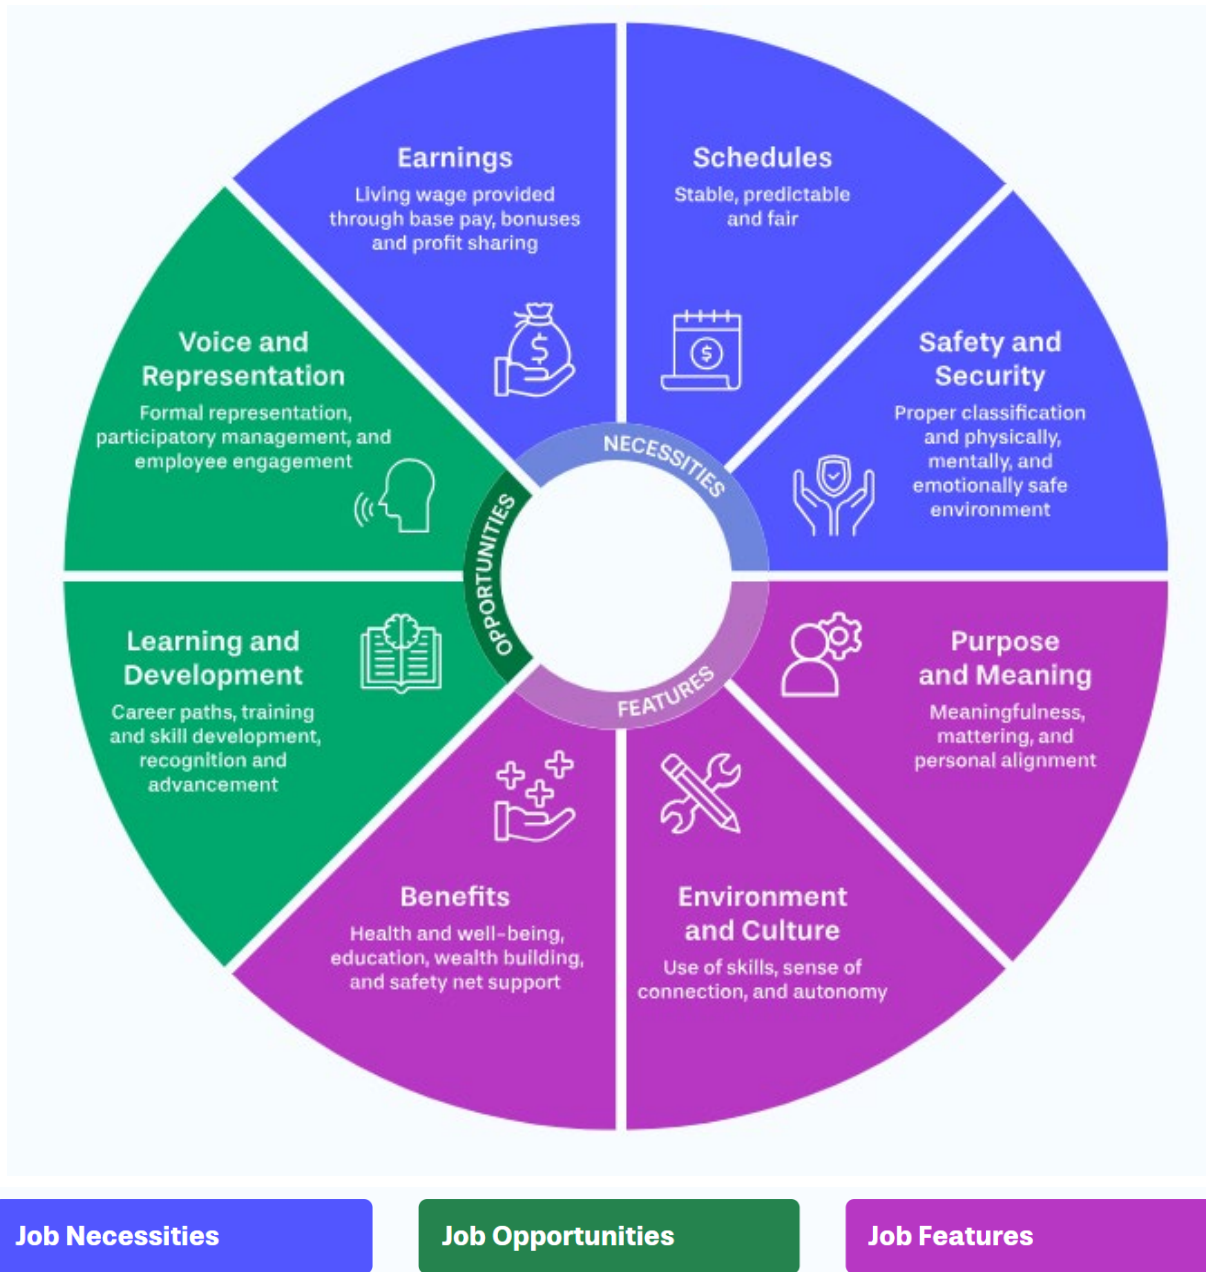 Earnings
Living wage provided
through base pay, bonuses
and profit sharing
$
Schedules
Stable, predictable
and fair
$
Safety and
Security
Proper classification
and physically,
mentally, and
emotionally safe
environment
Purpose
and Meaning
Meaningfulness,
mattering, and
personal alignment
Environment
and Culture
Use of skills, sense of
connection, and autonomy
Benefits
Health and well-being,
education, wealth building,
and safety net support
Learning and
Development
Career paths, training
and skill development,
recognition and
advancement
Voice and
Representation
Formal representation,
participatory management, and
employee engagement
NECESSITIES
FEATURES
OPPORTUNITIES
Job Necessities
Job Opportunities
Job Features